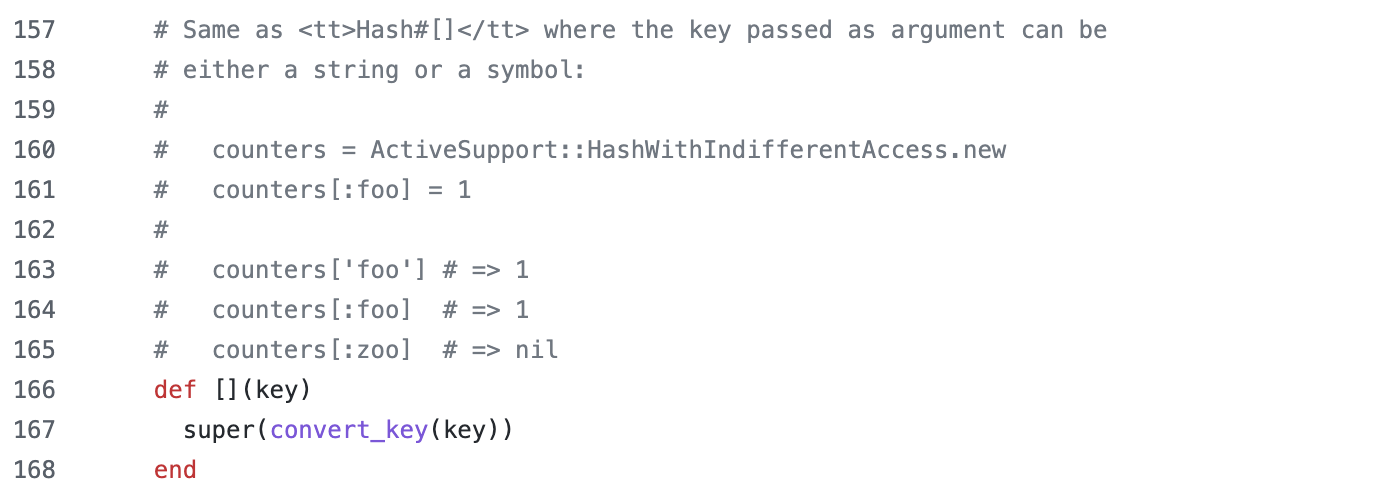 157 # Same as <tt>Hash#[]</tt> where the key passed as argument can be
158 # either a string or a symbol:
159 #
160 #   counters = ActiveSupport::HashWithIndifferentAccess.new
161 #   counters[:foo] = 1
162 #
163 #   counters['foo'] # => 1
164 #   counters[:foo]  # => 1
165 #   counters[:zoo]  # => nil
166 def [](key)
167   super(convert_key(key))
168 end